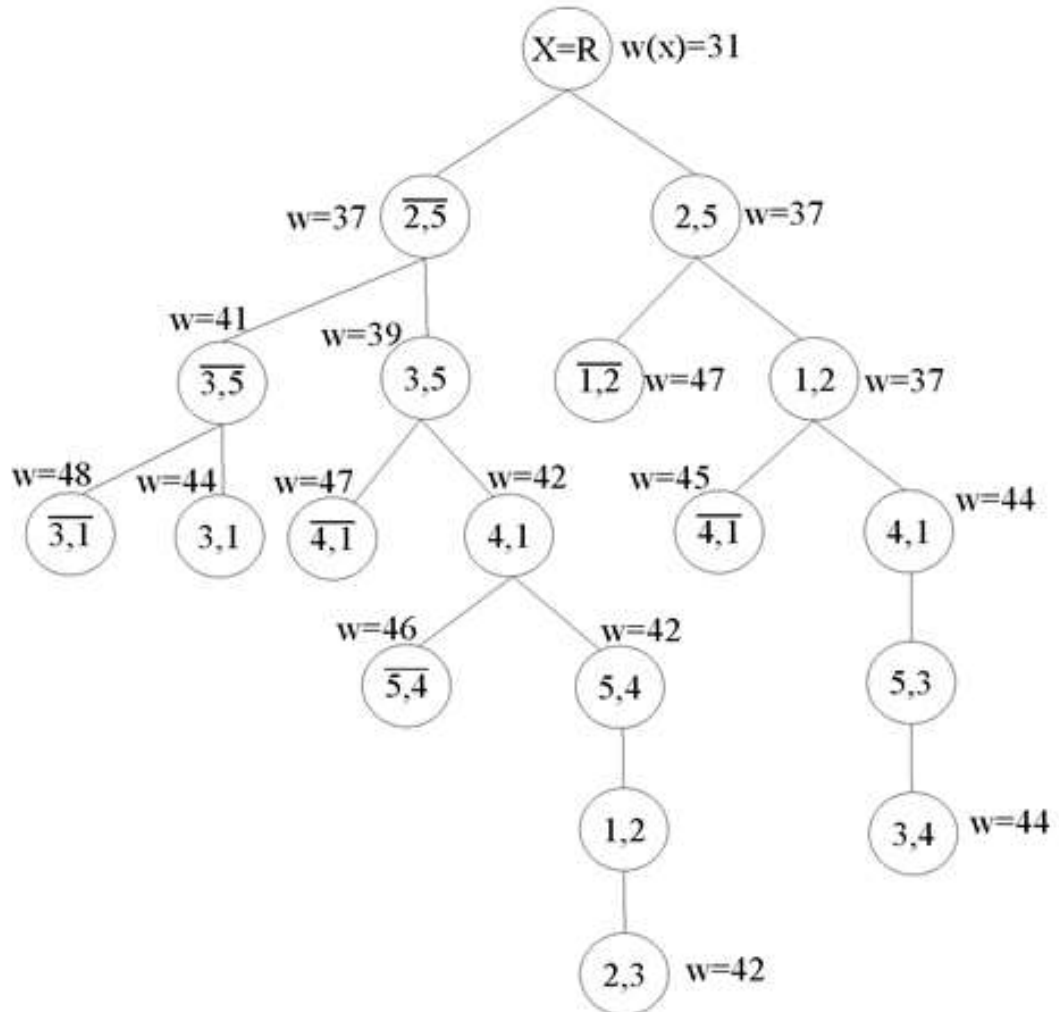 X=R w(x)=31
w=37 2,5 2,5 w=37
w=41 w=39
3,5 3,5 1,2 w=47 1,2 w=37
w=48 w=44 w=47 w=42 w=45 w=44
3,1 3,1 4,1 4,1 4,1 4,1
w=46 w=42
5,4 5,4 5,3
1,2 3,4 w=44
2,3 w=42